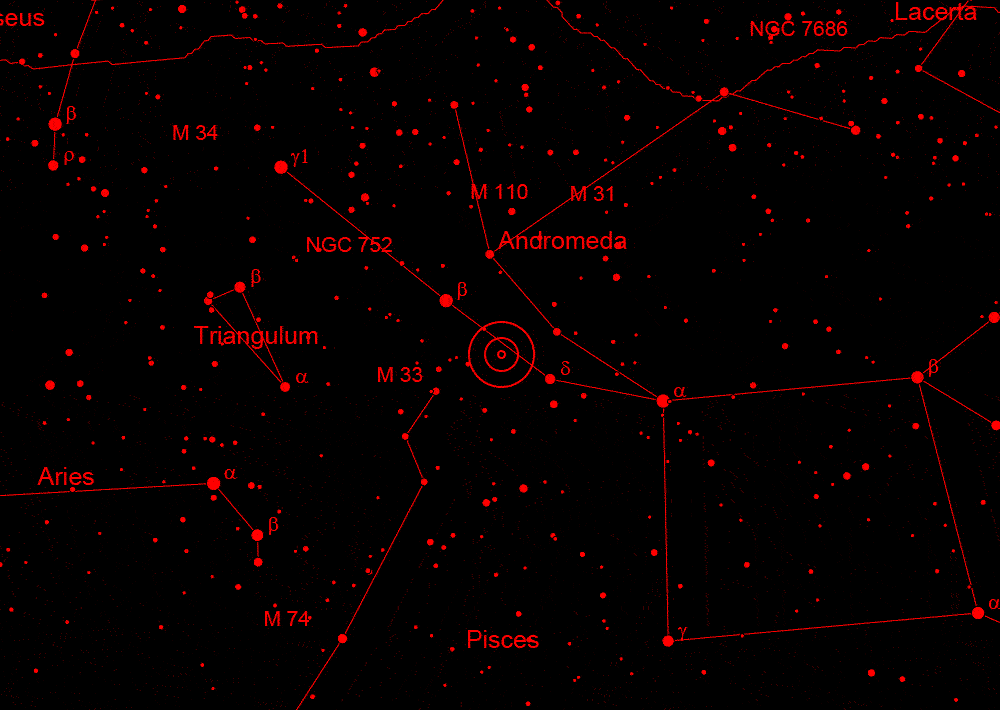 seus
NGC 7686
Lacerta
β
M 34
ρ
γ1
M 110
M 31
NGC 752
Andromeda
β
β
Triangulum
M 33
α
δ
α
β
Aries
α
β
M 74
Pisces
γ
α